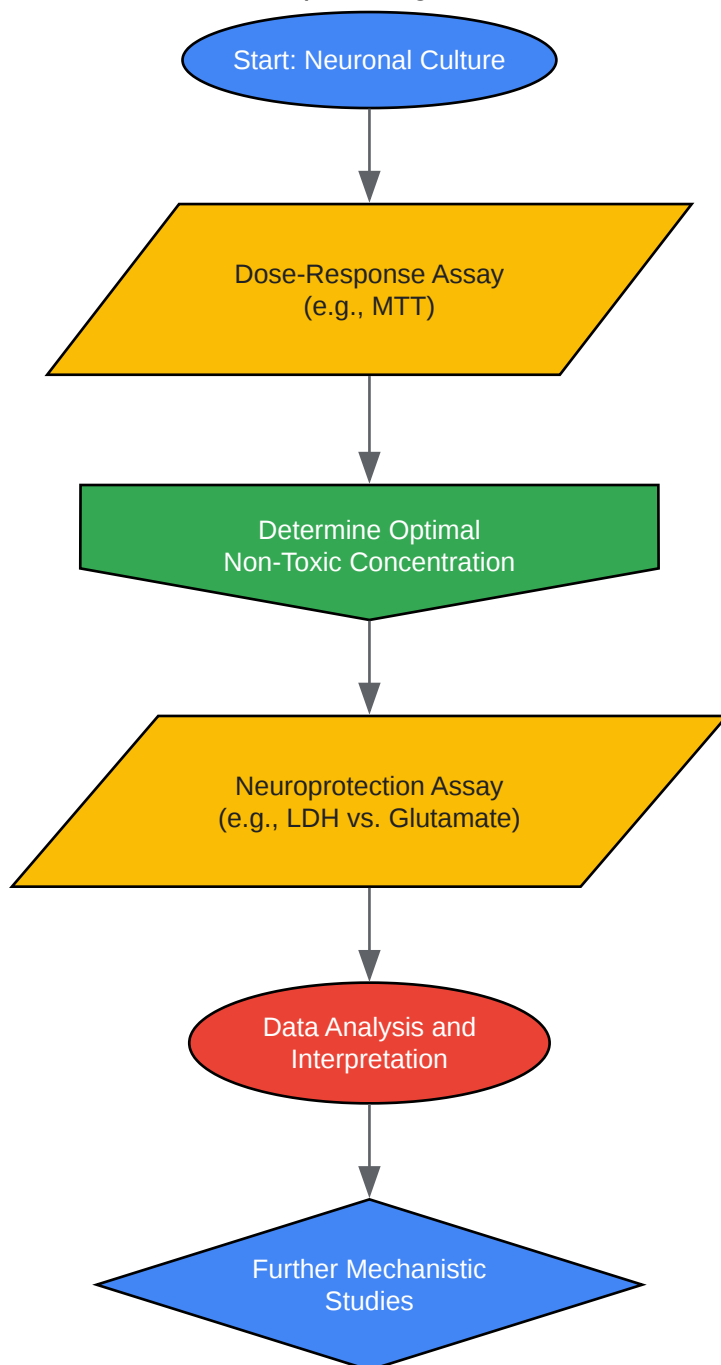 Start: Neuronal Culture
Dose-Response Assay
(e.g., MTT)
Determine Optimal
Non-Toxic Concentration
Neuroprotection Assay
(e.g., LDH vs. Glutamate)
Data Analysis and
Interpretation
Further Mechanistic
Studies